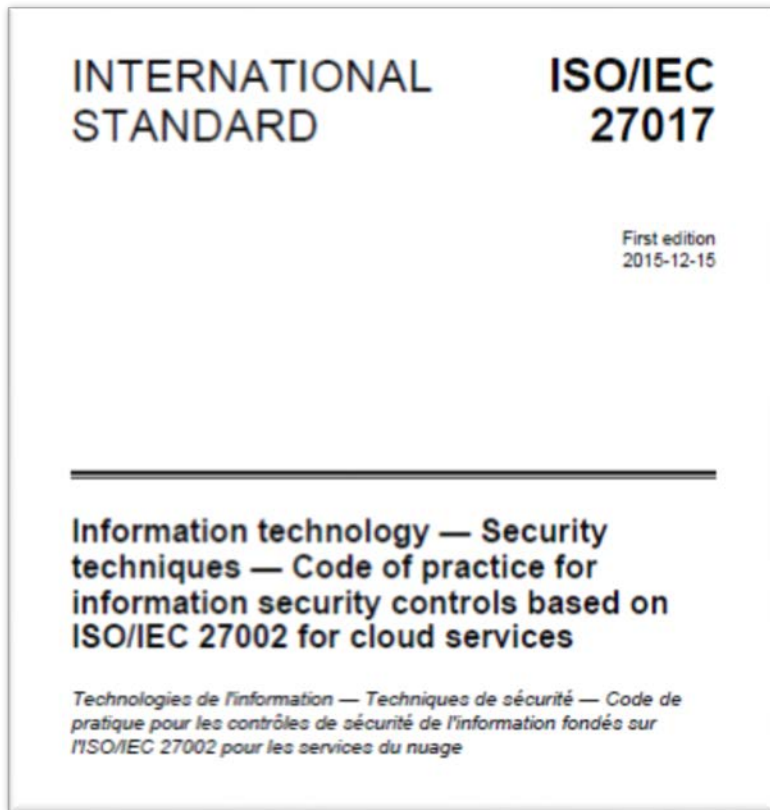 INTERNATIONAL
STANDARD
ISO/IEC
27017
First edition
2015-12-15
Information technology — Security
techniques — Code of practice for
information security controls based on
ISO/IEC 27002 for cloud services
Technologies de l'information — Techniques de sécurité — Code de
pratique pour les contrôles de sécurité de l'information fondés sur
l'ISO/IEC 27002 pour les services du nuage